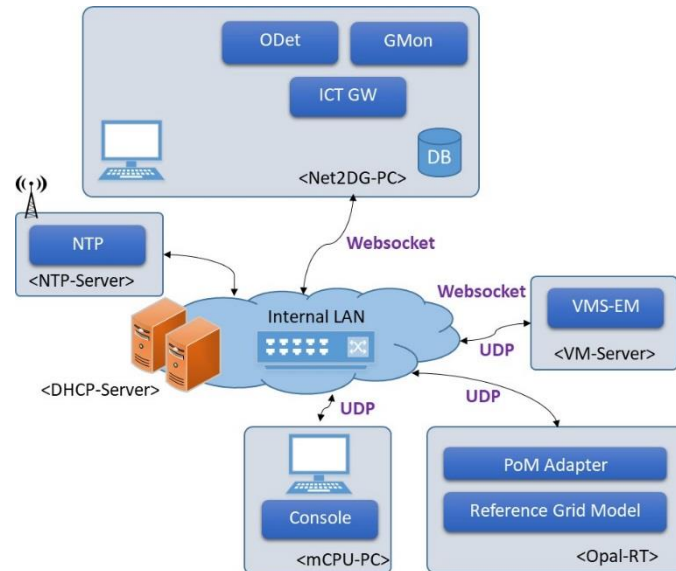 ODet
GMon
ICT GW
DB
<Net2DG-PC>
NTP
<NTP-Server>
Websocket
Internal LAN
Websocket
VMS-EM
UDP
<VM-Server>
<DHCP-Server>
UDP
UDP
Console
<mCPU-PC>
PoM Adapter
Reference Grid Model
<Opal-RT>